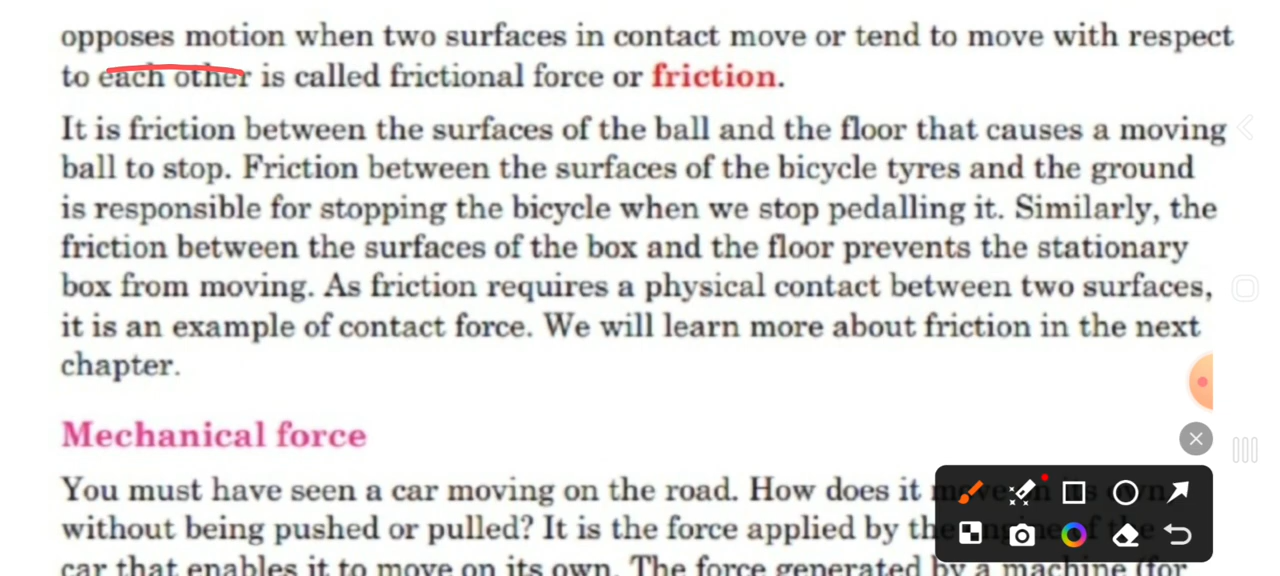 opposes motion when two surfaces in contact move or tend to move with respect
to each other is called frictional force or friction.
It is friction between the surfaces of the ball and the floor that causes a moving
ball to stop. Friction between the surfaces of the bicycle tyres and the ground
is responsible for stopping the bicycle when we stop pedalling it. Similarly, the
friction between the surfaces of the box and the floor prevents the stationary
box from moving. As friction requires a physical contact between two surfaces,
it is an example of contact force. We will learn more about friction in the next
chapter.
Mechanical force
You must have seen a car moving on the road. How does it move on its own
without being pushed or pulled? It is the force applied by the engine of the
car that enables it to move on its own. The force generated by a machine (for